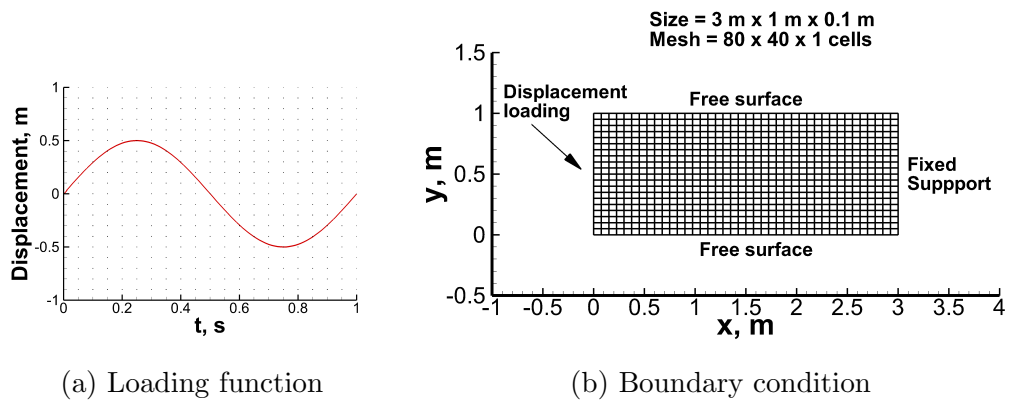 1
0.5
0
-0.5
-1
Displacement, m
0 0.2 0.4 0.6 0.8 1
t, s
(a) Loading function
Size = 3 m x 1 m x 0.1 m
Mesh = 80 x 40 x 1 cells
1.5
1
0.5
0
-0.5
y, m
Displacement
loading
Free surface
Fixed
Suppport
Free surface
-1 -0.5 0 0.5 1 1.5 2 2.5 3 3.5 4
x, m
(b) Boundary condition